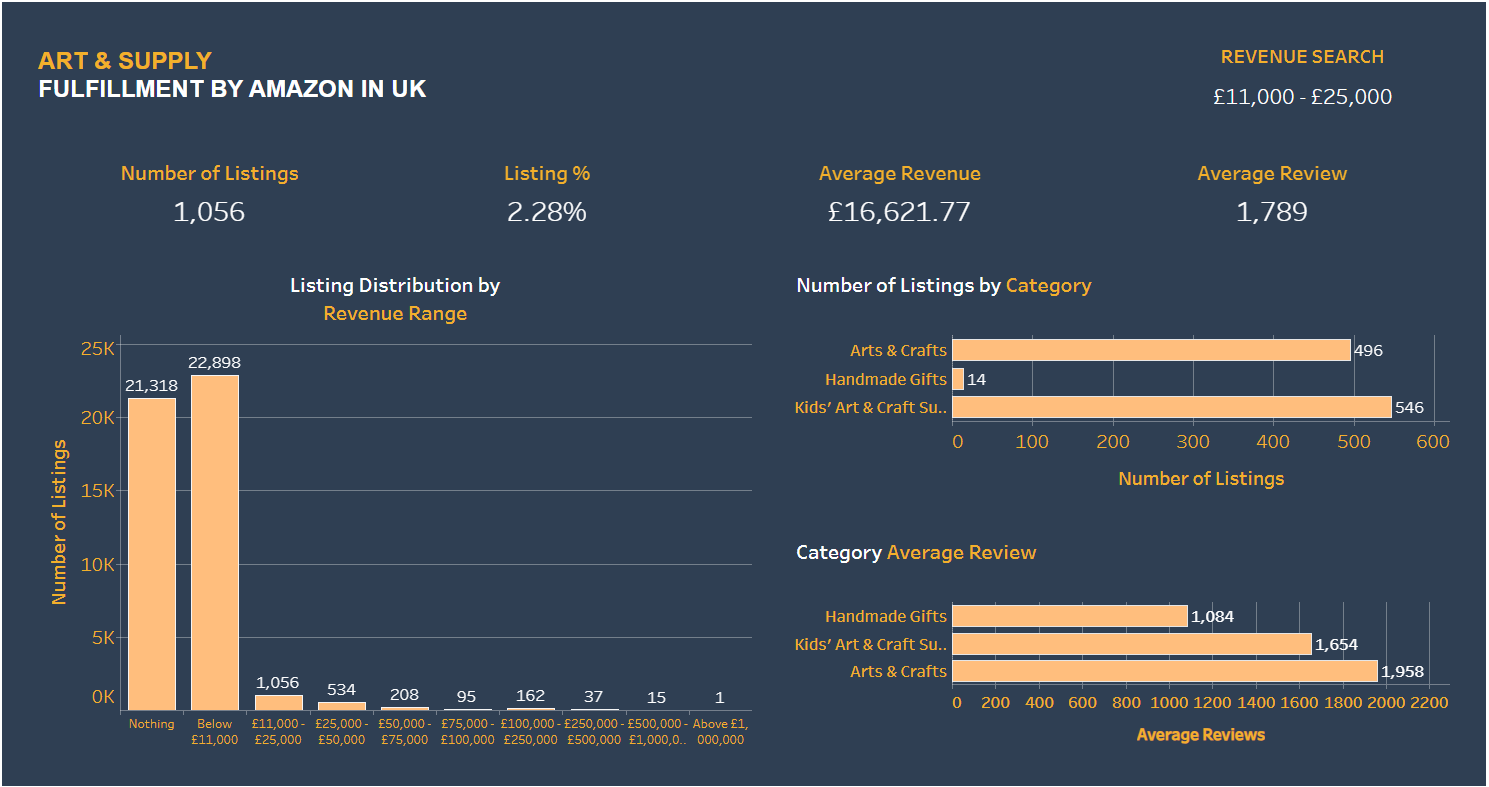 ART & SUPPLY
FULFILLMENT BY AMAZON IN UK
REVENUE SEARCH
£11,000 - £25,000
Number of Listings
1,056
Listing %
2.28%
Average Revenue
£16,621.77
Average Review
1,789
Listing Distribution by
Revenue Range
Number of Listings
25K
20K
15K
10K
5K
0K
21,318
22,898
1,056
534
208
95
162
37
15
1
Nothing
Below
£11,000
£11,000 -
£25,000
£25,000 -
£50,000
£50,000 -
£75,000
£75,000 -
£100,000
£100,000 -
£250,000
£250,000 -
£500,000
£500,000 -
£1,000,0..
Above £1,
000,000
Number of Listings by Category
Arts & Crafts 496
Handmade Gifts 14
Kids’ Art & Craft Su.. 546
0 100 200 300 400 500 600
Number of Listings
Category Average Review
Handmade Gifts 1,084
Kids’ Art & Craft Su.. 1,654
Arts & Crafts 1,958
0 200 400 600 800 1000 1200 1400 1600 1800 2000 2200
Average Reviews